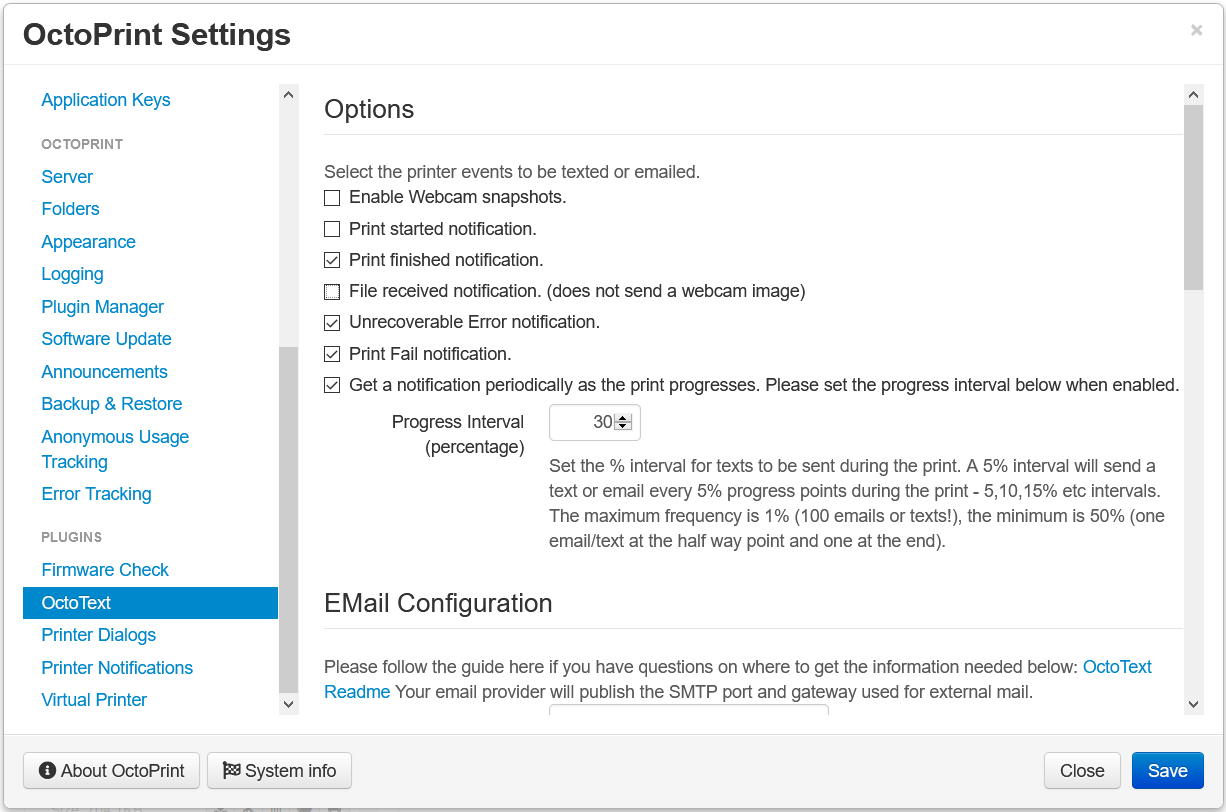 OctoPrint Settings
×
Application Keys
OCTOPRINT
Server
Folders
Appearance
Logging
Plugin Manager
Software Update
Announcements
Backup & Restore
Anonymous Usage
Tracking
Error Tracking
PLUGINS
Firmware Check
OctoText
Printer Dialogs
Printer Notifications
Virtual Printer
Options
Select the printer events to be texted or emailed.
Enable Webcam snapshots.
Print started notification.
Print finished notification.
File received notification. (does not send a webcam image)
Unrecoverable Error notification.
Print Fail notification.
Get a notification periodically as the print progresses. Please set the progress interval below when enabled.
Progress Interval
(percentage)
30
Set the % interval for texts to be sent during the print. A 5% interval will send a
text or email every 5% progress points during the print - 5,10,15% etc intervals.
The maximum frequency is 1% (100 emails or texts!), the minimum is 50% (one
email/text at the half way point and one at the end).
EMail Configuration
Please follow the guide here if you have questions on where to get the information needed below: OctoText
Readme Your email provider will publish the SMTP port and gateway used for external mail.
About OctoPrint
System info
Close
Save